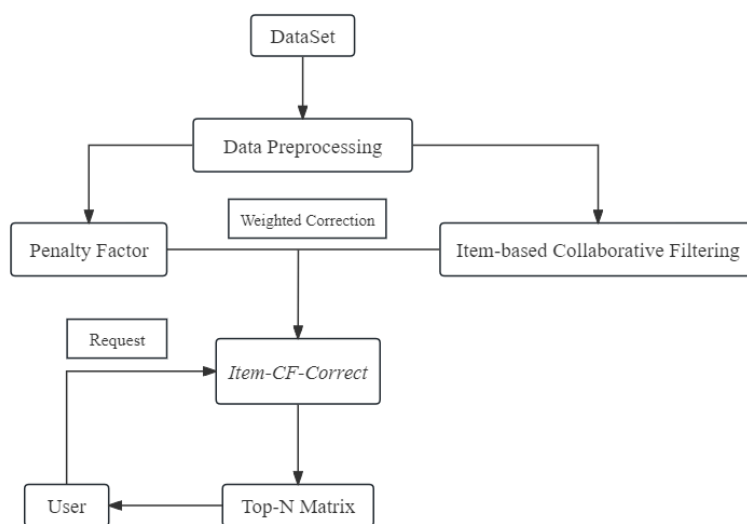 DataSet
Data Preprocessing
Weighted Correction
Penalty Factor
Item-based Collaborative Filtering
Request
Item-CF-Correct
User
Top-N Matrix